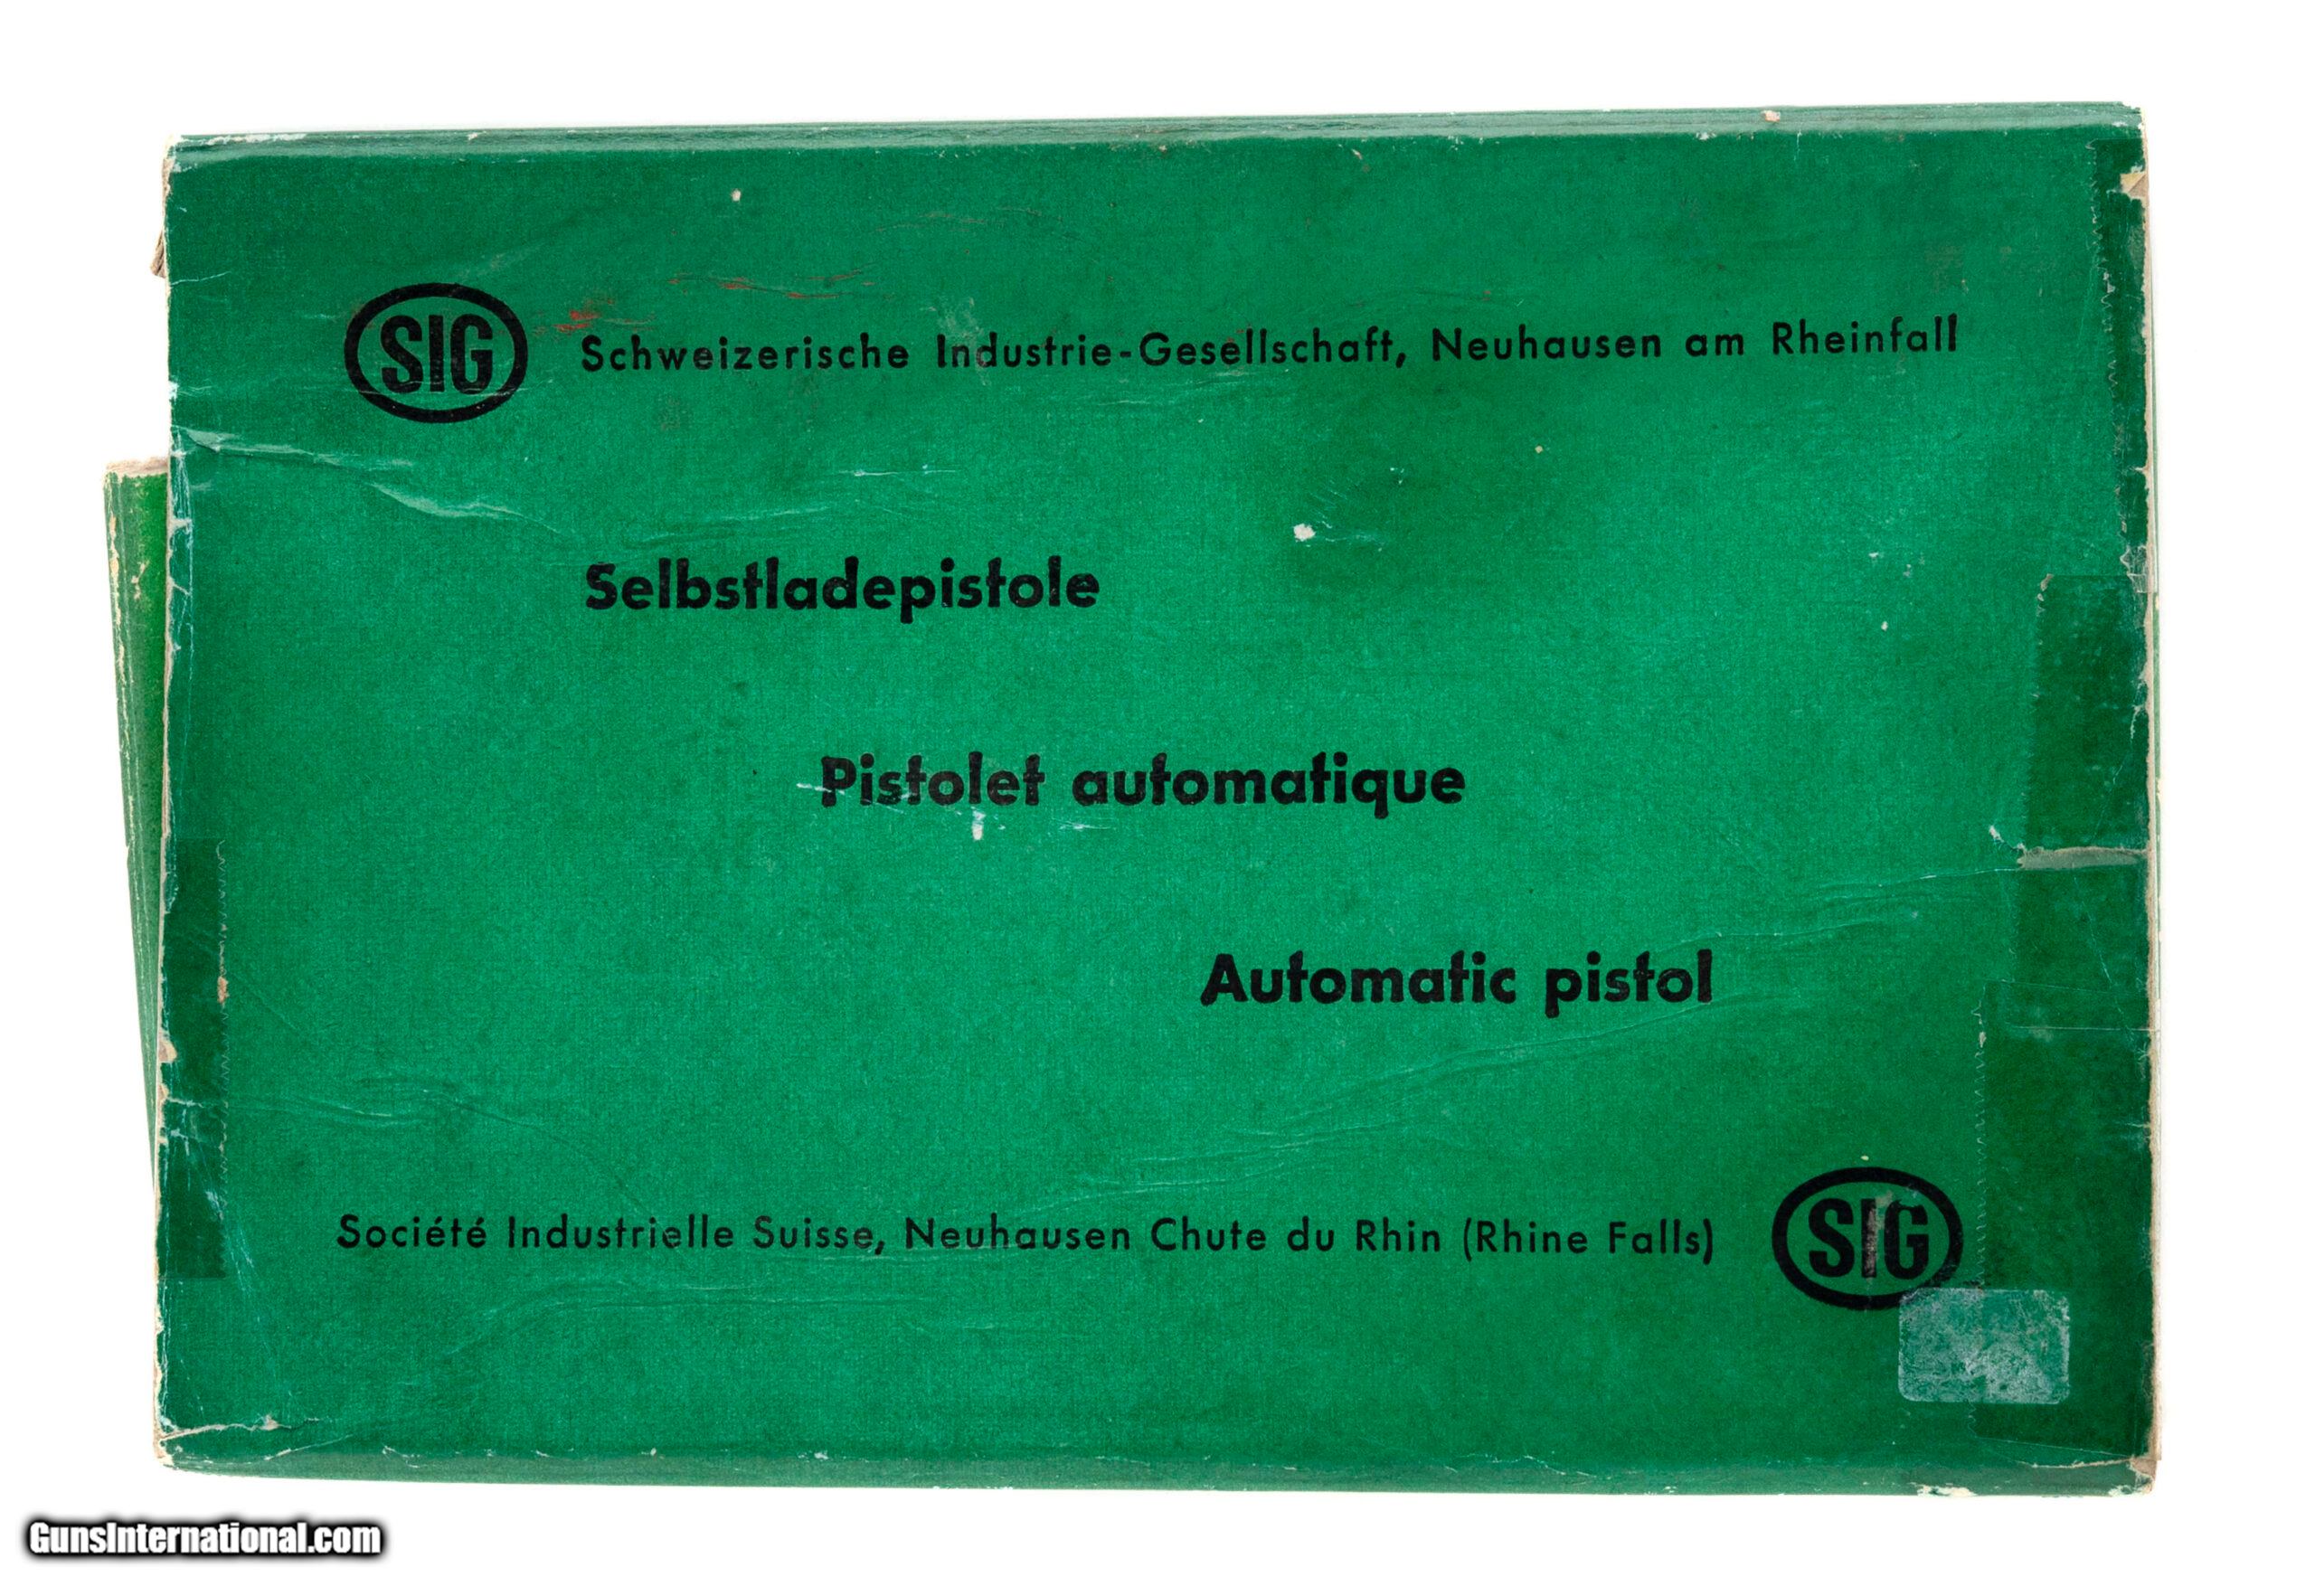 SIG Schweizerische Industrie-Gesellschaft, Neuhausen am Rheinfall
Selbstladepistole
Pistolet automatique
Automatic pistol
Société Industrielle Suisse, Neuhausen Chute du Rhin (Rhine Falls) SIG
GunsInternational.com